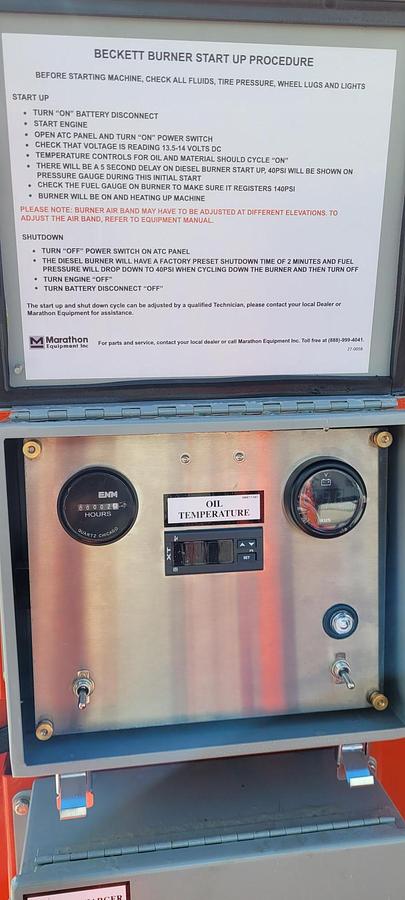 BECKETT BURNER START UP PROCEDURE
BEFORE STARTING MACHINE, CHECK ALL FLUIDS, TIRE PRESSURE, WHEEL LUGS AND LIGHTS
START UP
• TURN "ON" BATTERY DISCONNECT
• START ENGINE
• OPEN ATC PANEL AND TURN "ON" POWER SWITCH
• CHECK THAT VOLTAGE IS READING 13.5-14 VOLTS DC
• TEMPERATURE CONTROLS FOR OIL AND MATERIAL SHOULD CYCLE "ON"
• THERE WILL BE A 5 SECOND DELAY ON DIESEL BURNER START UP, 40PSI WILL BE SHOWN ON
PRESSURE GAUGE DURING THIS INITIAL START
• CHECK THE FUEL GAUGE ON BURNER TO MAKE SURE IT REGISTERS 140PSI
• BURNER WILL BE ON AND HEATING UP MACHINE
PLEASE NOTE: BURNER AIR BAND MAY HAVE TO BE ADJUSTED AT DIFFERENT ELEVATIONS. TO
ADJUST THE AIR BAND, REFER TO EQUIPMENT MANUAL.
SHUTDOWN
• TURN "OFF" POWER SWITCH ON ATC PANEL
• THE DIESEL BURNER WILL HAVE A FACTORY PRESET SHUTDOWN TIME OF 2 MINUTES AND FUEL
PRESSURE WILL DROP DOWN TO 40PSI WHEN CYCLING DOWN THE BURNER AND THEN TURN OFF
• TURN ENGINE "OFF"
• TURN BATTERY DISCONNECT "OFF"
The start up and shut down cycle can be adjusted by a qualified Technician, please contact your local Dealer or
Marathon Equipment for assistance.
Marathon
Equipment Inc
For parts and service, contact your local dealer or call Marathon Equipment Inc. Toll free at (888)-999-4041.
27-0058
ENM
HOURS
QUARTZ CHICAGO
OIL
TEMPERATURE
XT
SET
V